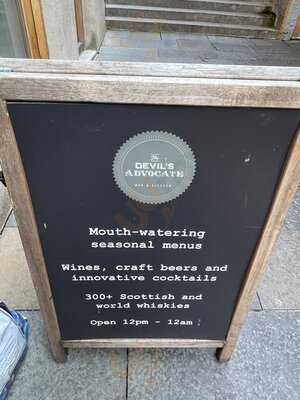 The
DEVIL'S
ADVOCATE
BAR & KITCHEN
Mouth-watering
seasonal menus
Wines, craft beers and
innovative cocktails
300+ Scottish and
world whiskies
Open 12pm - 12am